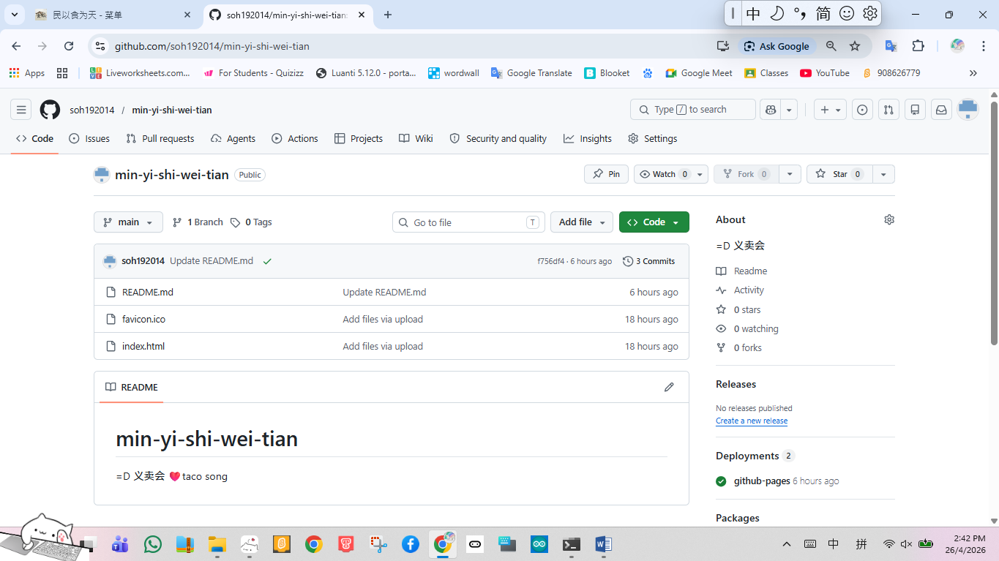 民以食为天 - 菜单
soh192014/min-yi-shi-wei-tian:
中 简
github.com/soh192014/min-yi-shi-wei-tian
Ask Google
Apps
Liveworksheets.com...
For Students - Quizizz
Luanti 5.12.0 - porta...
wordwall
Google Translate
Blooket
Google Meet
Classes
YouTube
908626779
soh192014 / min-yi-shi-wei-tian
Type / to search
Code
Issues
Pull requests
Agents
Actions
Projects
Wiki
Security and quality
Insights
Settings
min-yi-shi-wei-tian Public
Pin
Watch 0
Fork 0
Star 0
main
1 Branch
0 Tags
Go to file T
Add file
Code
soh192014 Update README.md
f756df4 · 6 hours ago
3 Commits
README.md Update README.md 6 hours ago
favicon.ico Add files via upload 18 hours ago
index.html Add files via upload 18 hours ago
README
min-yi-shi-wei-tian
=D 义卖会 ❤️ taco song
About
=D 义卖会
Readme
Activity
0 stars
0 watching
0 forks
Releases
No releases published
Create a new release
Deployments 2
github-pages 6 hours ago
Packages
中
拼
2:42 PM
26/4/2026